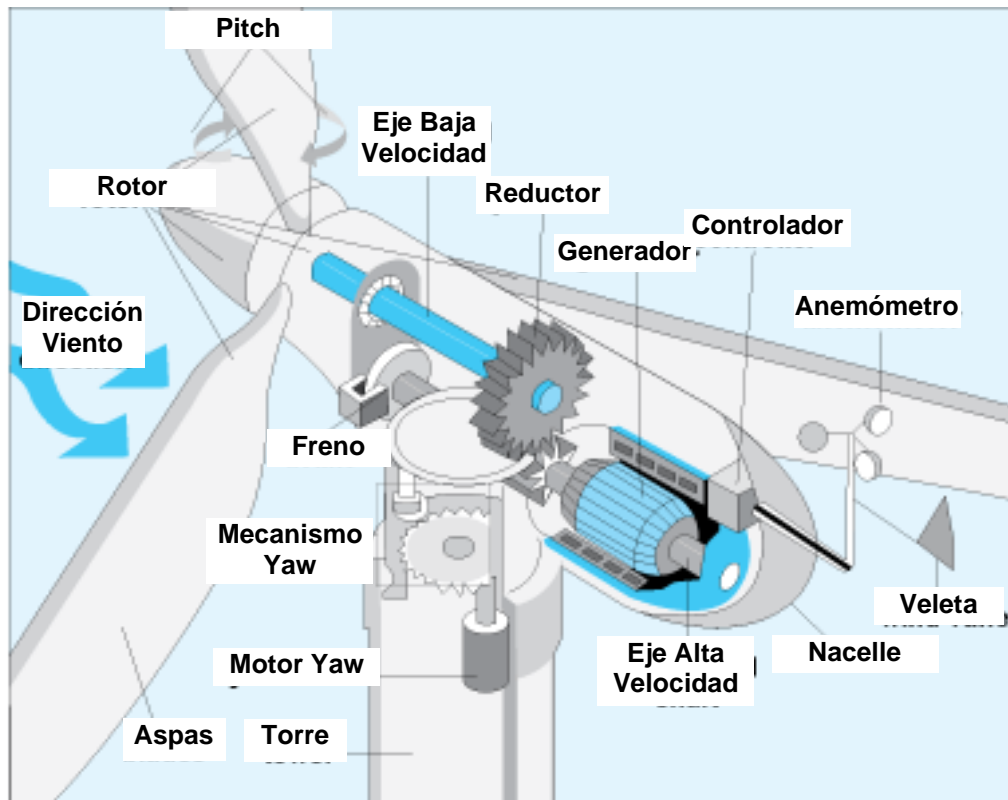 Pitch
Eje Baja
Velocidad
Rotor
Reductor
Controlador
Generador
Dirección
Viento
Anemómetro
Freno
Mecanismo
Yaw
Veleta
Motor Yaw
Eje Alta
Velocidad
Nacelle
Aspas
Torre